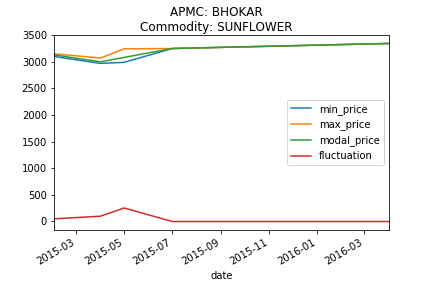 APMC: BHOKAR
Commodity: SUNFLOWER
3500
3000
2500
2000
1500
1000
500
0
min_price
max_price
modal_price
fluctuation
2015-03
2015-05
2015-07
2015-09
2015-11
2016-01
2016-03
date